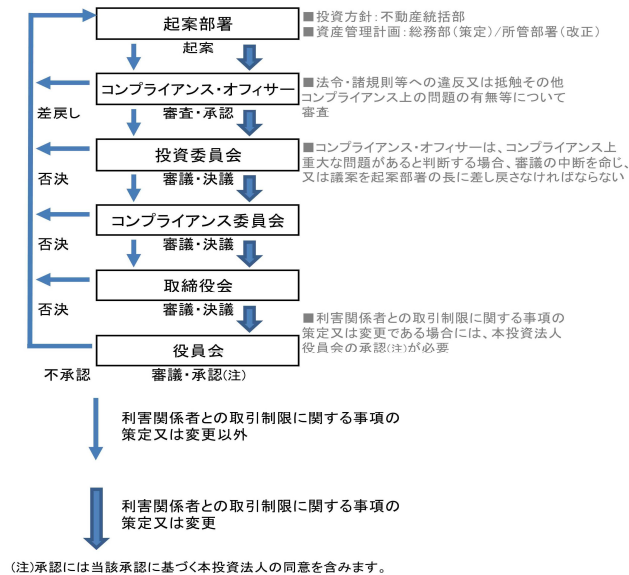 起案部署
起案
■投資方針：不動産統括部
■資産管理計画：総務部（策定）/所管部署（改正）
コンプライアンス・オフィサー
差戻し
審査・承認
■法令・諸規則等への違反又は抵触その他
コンプライアンス上の問題の有無等について
審査
投資委員会
否決
審議・決議
■コンプライアンス・オフィサーは、コンプライアンス上
重大な問題があると判断する場合、審議の中断を命じ、
又は議案を起案部署の長に差し戻さなければならない
コンプライアンス委員会
否決
審議・決議
取締役会
否決
審議・決議
■利害関係者との取引制限に関する事項の
策定又は変更である場合には、本投資法人
役員会の承認(注)が必要
役員会
不承認
審議・承認(注)
利害関係者との取引制限に関する事項の
策定又は変更以外
利害関係者との取引制限に関する事項の
策定又は変更
(注)承認には当該承認に基づく本投資法人の同意を含みます。